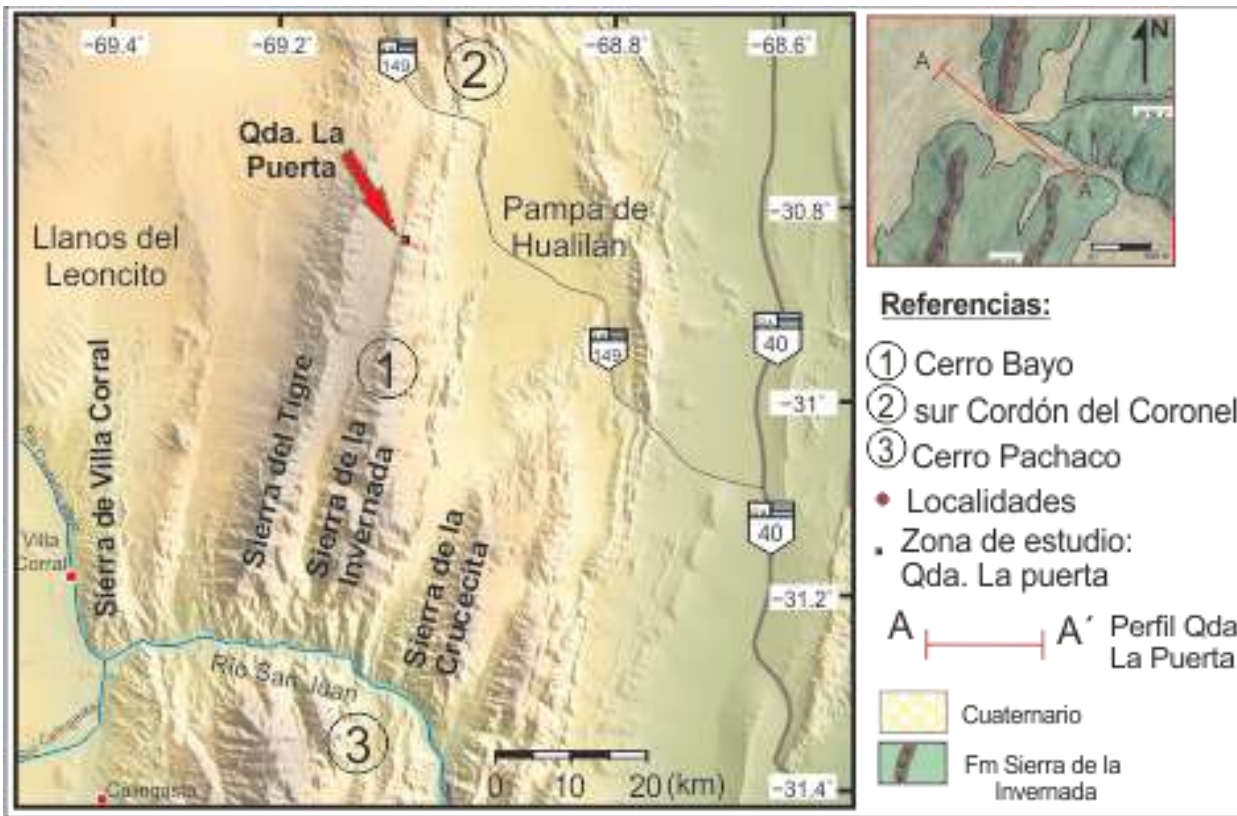 −69.4°
−69.2°
−68.8°
−68.6°
149
2
Qda. La
Puerta
Llanos del
Leoncito
Pampa de
Hualilán
−30.8°
149
40
1
−31°
Sierra de Villa Corral
Sierra del Tigre
Sierra de la
Invernada
Sierra de la
Crucecita
40
Villa
Corral
−31.2°
Río San Juan
3
Calingasta
0 10 20 (km)
−31.4°
N
A
A
Referencias:
1 Cerro Bayo
2 sur Cordón del Coronel
3 Cerro Pachaco
Localidades
Zona de estudio:
Qda. La puerta
A A´ Perfil Qda
La Puerta
Cuaternario
Fm Sierra de la
Invernada